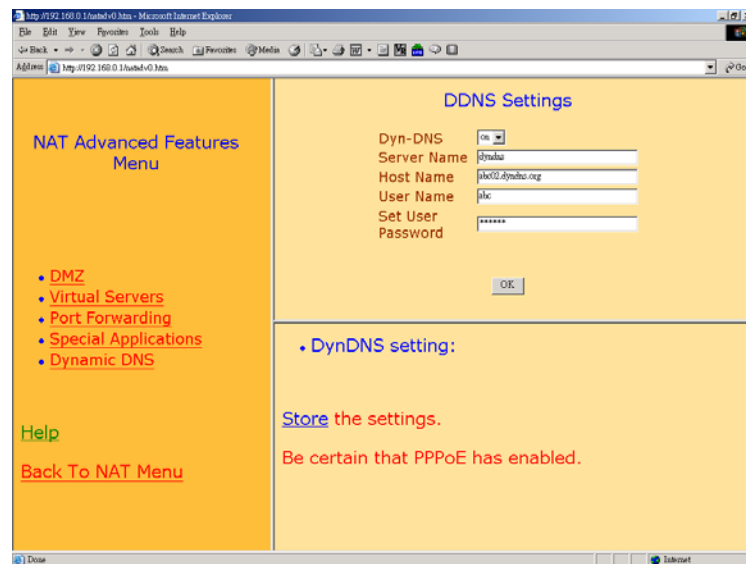 http://192.168.0.1/natadv0.htm - Microsoft Internet Explorer
File Edit View Favorites Tools Help
Back Search Favorites Media
Address http://192.168.0.1/natadv0.htm Go
NAT Advanced Features
Menu
DMZ
Virtual Servers
Port Forwarding
Special Applications
Dynamic DNS
Help
Back To NAT Menu
DDNS Settings
Dyn-DNS on
Server Name dyndns
Host Name abc02.dyndns.org
User Name abc
Set User
Password ******
OK
DynDNS setting:
Store the settings.
Be certain that PPPoE has enabled.
Done Internet